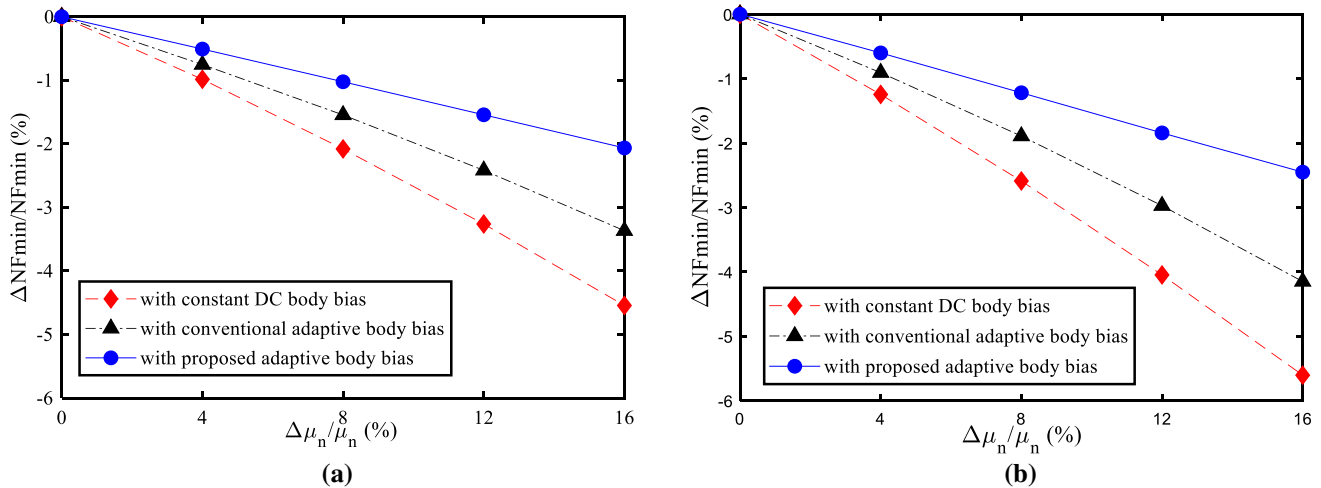 0
-1
-2
-3
-4
-5
-6
ΔNFmin/NFmin (%)
with constant DC body bias
with conventional adaptive body bias
with proposed adaptive body bias
0 4 8 12 16
Δμn/μn (%)
(a)
0
-1
-2
-3
-4
-5
-6
ΔNFmin/NFmin (%)
with constant DC body bias
with conventional adaptive body bias
with proposed adaptive body bias
0 4 8 12 16
Δμn/μn (%)
(b)